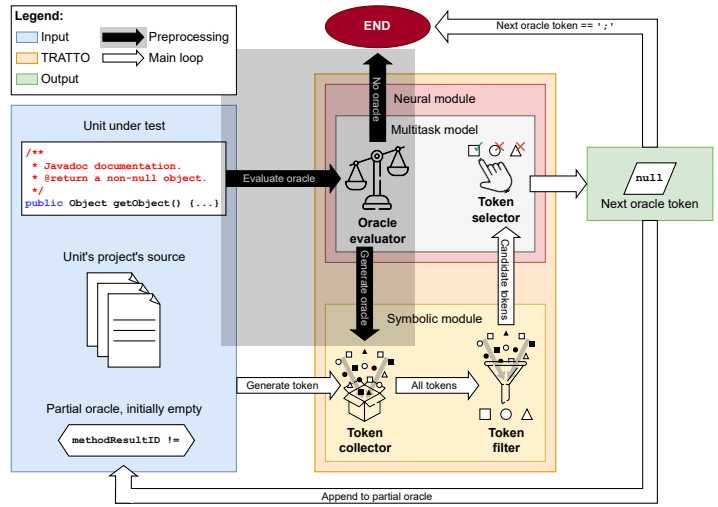 Legend:
Input
Preprocessing
TRATTO
Main loop
Output
END
Next oracle token == ';'
No oracle
Neural module
Multitask model
Unit under test
/**
* Javadoc documentation.
* @return a non-null object.
*/
public Object getObject() {...}
Evaluate oracle
Oracle
evaluator
Token
selector
null
Next oracle token
Unit's project's source
Generate oracle
Candidate tokens
Symbolic module
Generate token
All tokens
Partial oracle, initially empty
methodResultID !=
Token
collector
Token
filter
Append to partial oracle